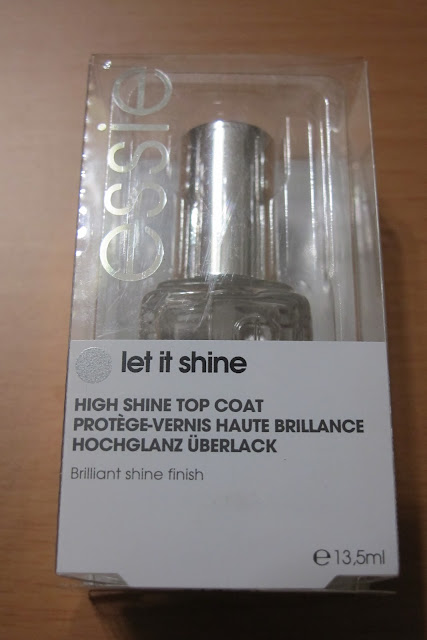 essie
let it shine
HIGH SHINE TOP COAT
PROTÈGE-VERNIS HAUTE BRILLANCE
HOCHGLANZ ÜBERLACK
Brilliant shine finish
℮13,5ml